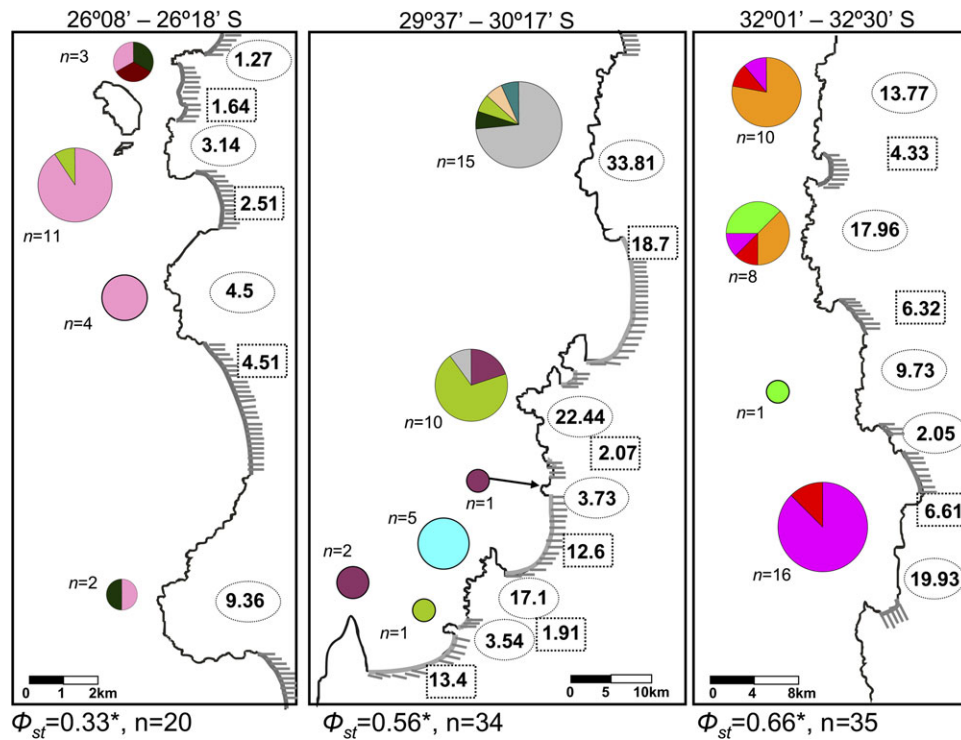 26º08' – 26º18' S
n=3
1.27
1.64
3.14
2.51
n=11
4.5
n=4
4.51
n=2
9.36
0 1 2km
Φst=0.33*, n=20
29º37' – 30º17' S
n=15
33.81
18.7
n=10
22.44
2.07
n=1
3.73
n=5
12.6
n=2
17.1
n=1
3.54
1.91
13.4
0 5 10km
Φst=0.56*, n=34
32º01' – 32º30' S
13.77
n=10
4.33
17.96
n=8
6.32
9.73
n=1
2.05
6.61
n=16
19.93
0 4 8km
Φst=0.66*, n=35